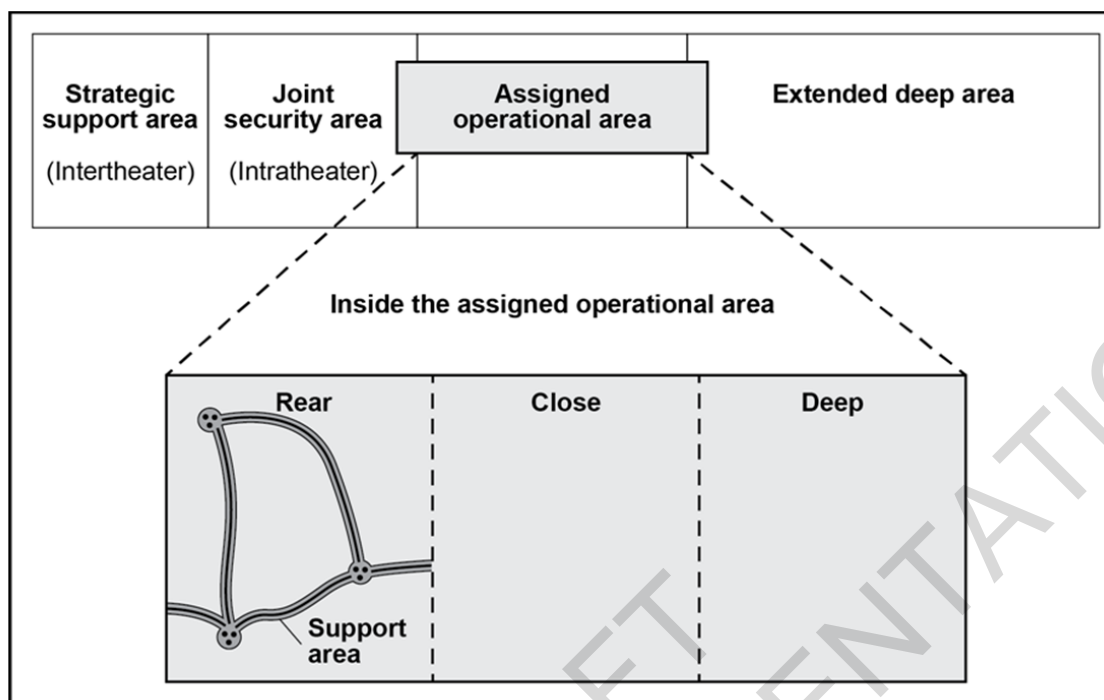 Strategic
support area
(Intertheater)
Joint
security area
(Intratheater)
Assigned
operational area
Extended deep area
Inside the assigned operational area
Rear
Close
Deep
Support
area